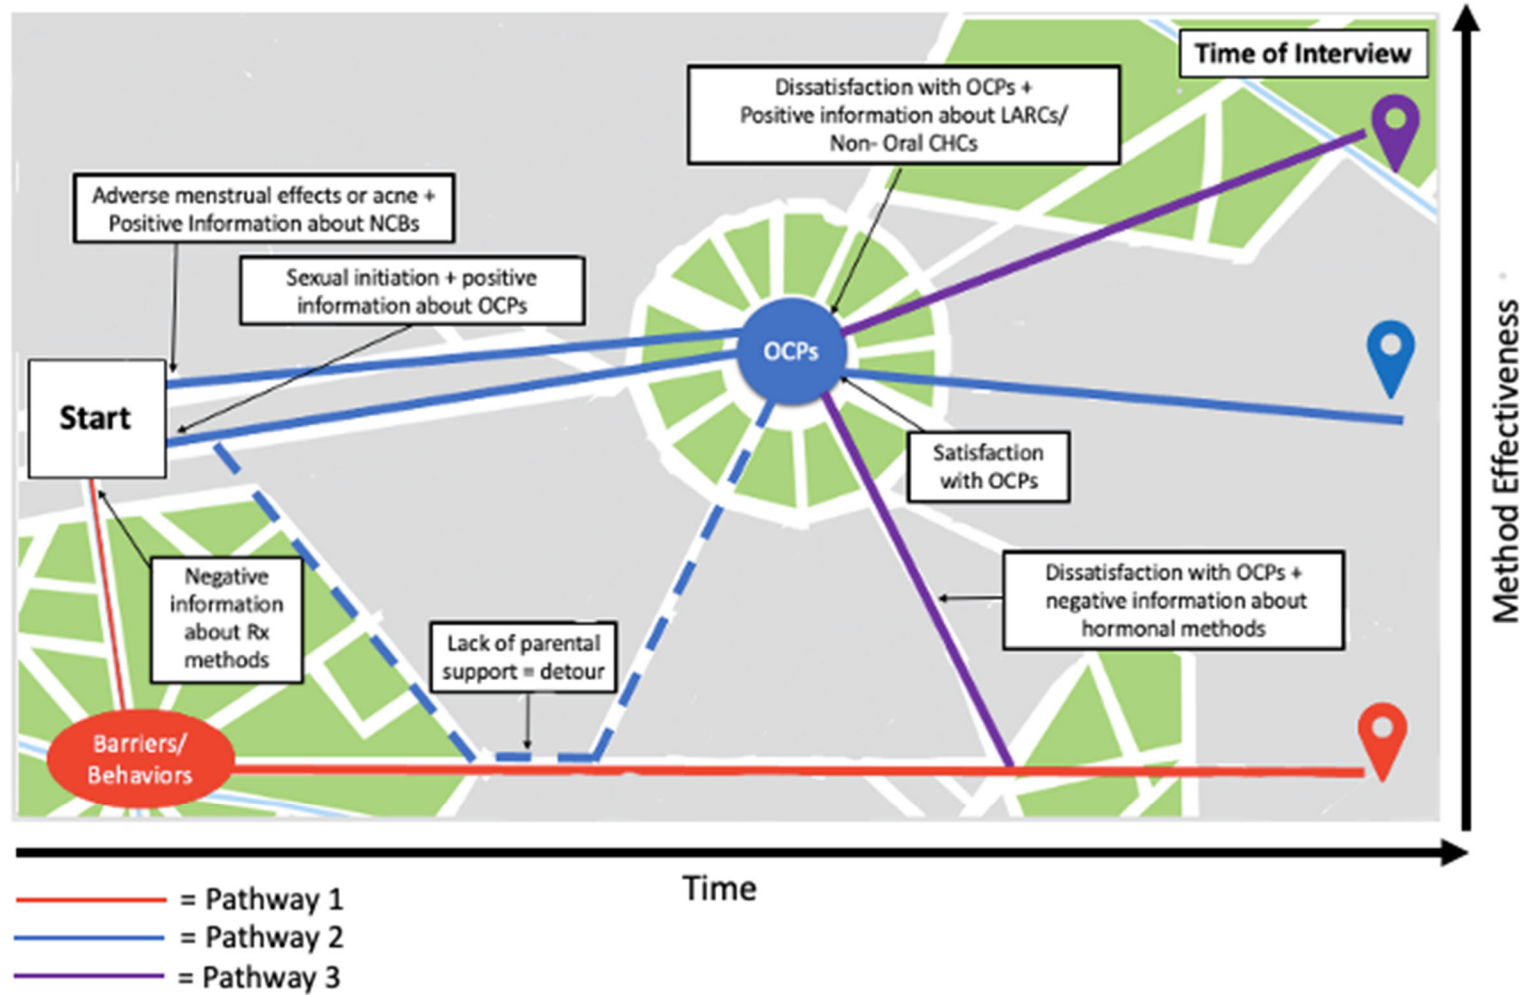 Time of Interview
Dissatisfaction with OCPs +
Positive information about LARCs/
Non- Oral CHCs
Adverse menstrual effects or acne +
Positive Information about NCBs
Sexual initiation + positive
information about OCPs
OCPs
Start
Satisfaction
with OCPs
Negative
information
about Rx
methods
Dissatisfaction with OCPs +
negative information about
hormonal methods
Lack of parental
support = detour
Barriers/
Behaviors
Method Effectiveness
Time
= Pathway 1
= Pathway 2
= Pathway 3